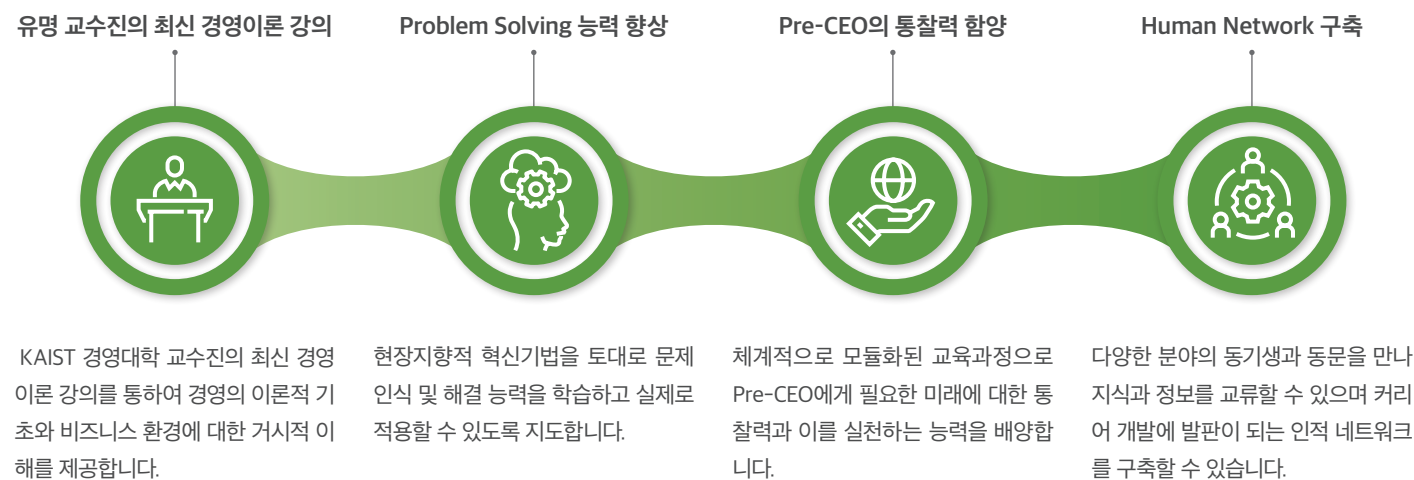 유명 교수진의 최신 경영이론 강의
Problem Solving 능력 향상
Pre-CEO의 통찰력 함양
Human Network 구축
KAIST 경영대학 교수진의 최신 경영
이론 강의를 통하여 경영의 이론적 기
초와 비즈니스 환경에 대한 거시적 이
해를 제공합니다.
현장지향적 혁신기법을 토대로 문제
인식 및 해결 능력을 학습하고 실제로
적용할 수 있도록 지도합니다.
체계적으로 모듈화된 교육과정으로
Pre-CEO에게 필요한 미래에 대한 통
찰력과 이를 실천하는 능력을 배양합
니다.
다양한 분야의 동기생과 동문을 만나
지식과 정보를 교류할 수 있으며 커리
어 개발에 발판이 되는 인적 네트워크
를 구축할 수 있습니다.